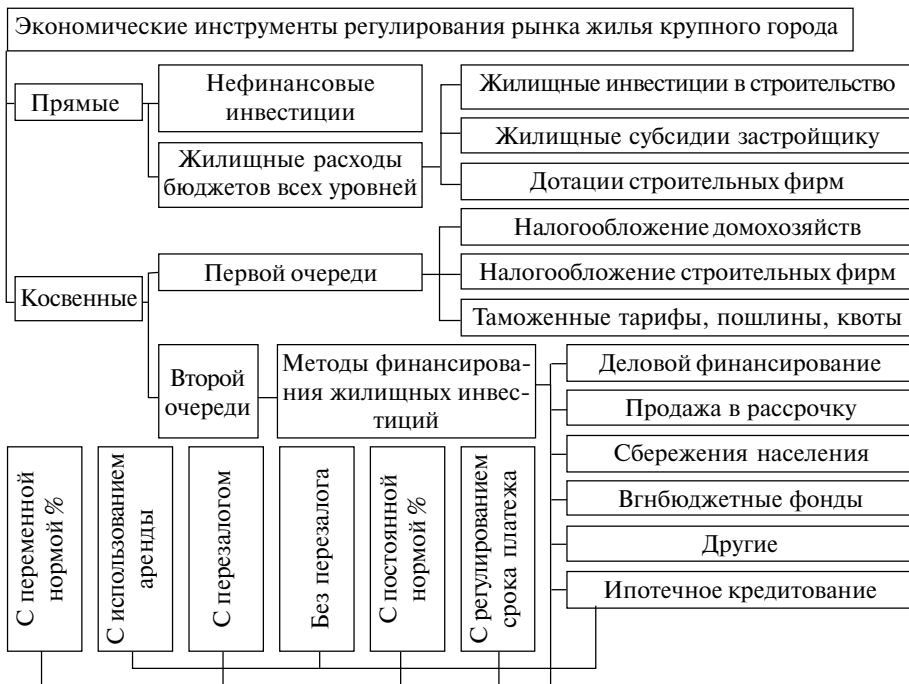 Экономические инструменты регулирования рынка жилья крупного города
Прямые
Нефинансовые
инвестиции
Жилищные расходы
бюджетов всех уровней
Жилищные инвестиции в строительство
Жилищные субсидии застройщику
Дотации строительных фирм
Косвенные
Первой очереди
Налогообложение домохозяйств
Налогообложение строительных фирм
Таможенные тарифы, пошлины, квоты
Второй
очереди
Методы финансирова-
ния жилищных инвес-
тиций
Деловой финансирование
Продажа в рассрочку
Сбережения населения
Вгнбюджетные фонды
Другие
Ипотечное кредитование
С переменной
нормой %
С использованием
аренды
С перезалогом
Без перезалога
С постоянной
нормой %
С регулированием
срока платежа